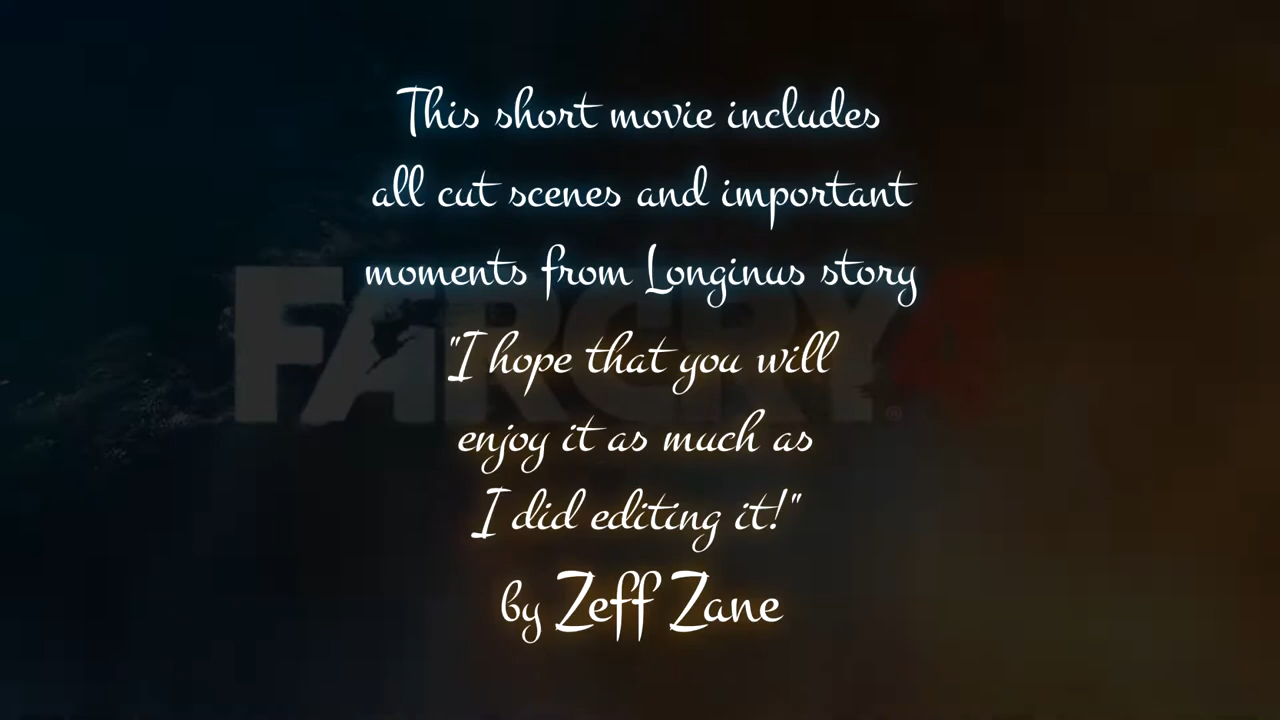 This short movie includes
all cut scenes and important
moments from Longinus story
FARCRY4®
"I hope that you will
enjoy it as much as
I did editing it!"
by Zeff Zane